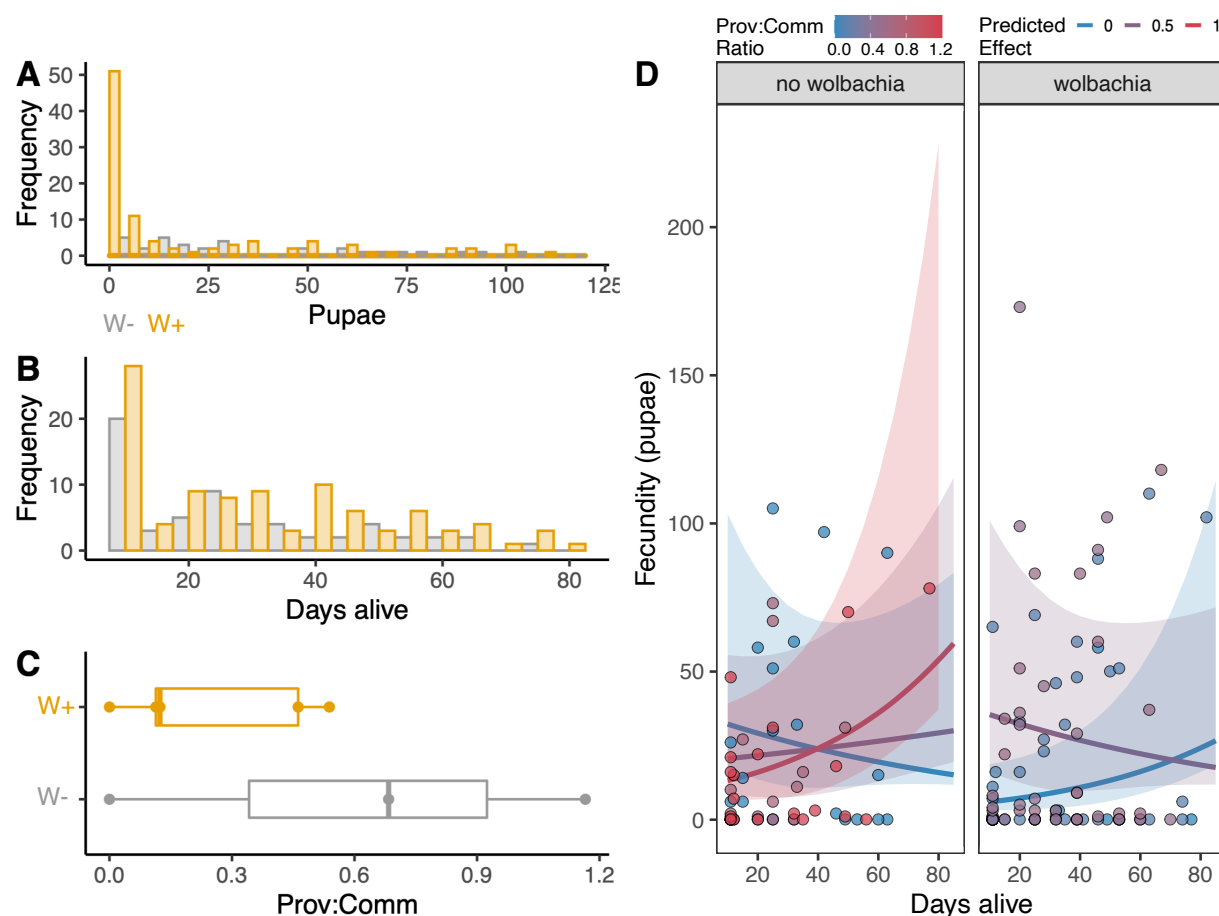 A
Frequency
50
40
30
20
10
0
0 25 50 75 100 125
Pupae
W- W+
B
Frequency
20
10
0
20 40 60 80
Days alive
C
W+
W-
0.0 0.3 0.6 0.9 1.2
Prov:Comm
D
Prov:Comm
Ratio
0.0 0.4 0.8 1.2
Predicted
Effect
0 0.5 1
no wolbachia wolbachia
Fecundity (pupae)
200
150
100
50
0
20 40 60 80 20 40 60 80
Days alive